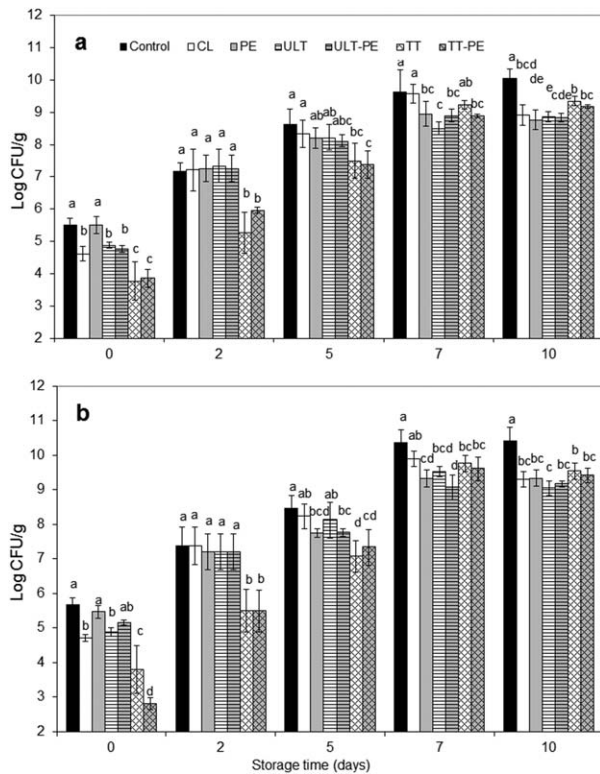 12
a
Control CL PE ULT ULT-PE TT TT-PE
11
10
9
8
7
6
5
4
3
2
Log CFU/g
a b a b b c c
a a a a a b b
a a ab ab abc bc c
a a bc c bc ab bc
a bcd de e cde b bc
0 2 5 7 10
12
b
11
10
9
8
7
6
5
4
3
2
Log CFU/g
a b a b ab c d
a a a a a b b
a ab bcd ab bc d cd
a ab cd bcd d bc bc
a bc bc c bc b bc
0 2 5 7 10
Storage time (days)